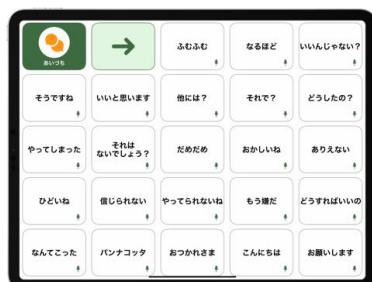 あいづち
ふむふむ
なるほど
いいんじゃない？
そうですね
いいと思います
他には？
それで？
どうしたの？
やってしまった
それは
ないでしょう？
だめだめ
おかしいね
ありえない
ひどいね
信じられない
やってられないね
もう嫌だ
どうすればいいの
なんてこった
パンナコッタ
おつかれさま
こんにちは
お願いします